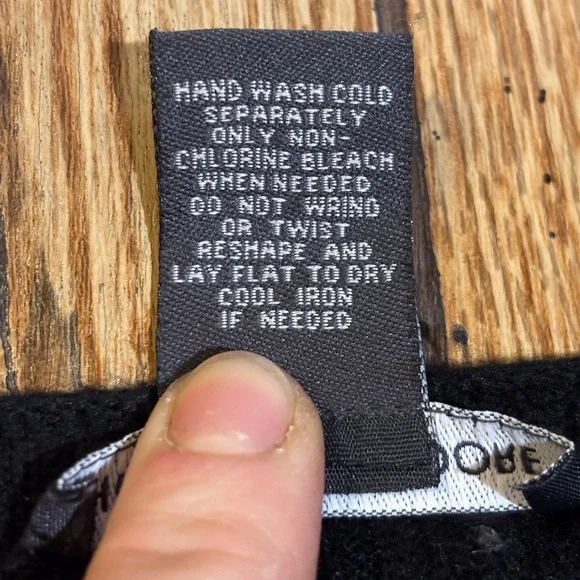 HAND WASH COLD
SEPARATELY
ONLY NON-
CHLORINE BLEACH
WHEN NEEDED
DO NOT WRING
OR TWIST
RESHAPE AND
LAY FLAT TO DRY
COOL IRON
IF NEEDED